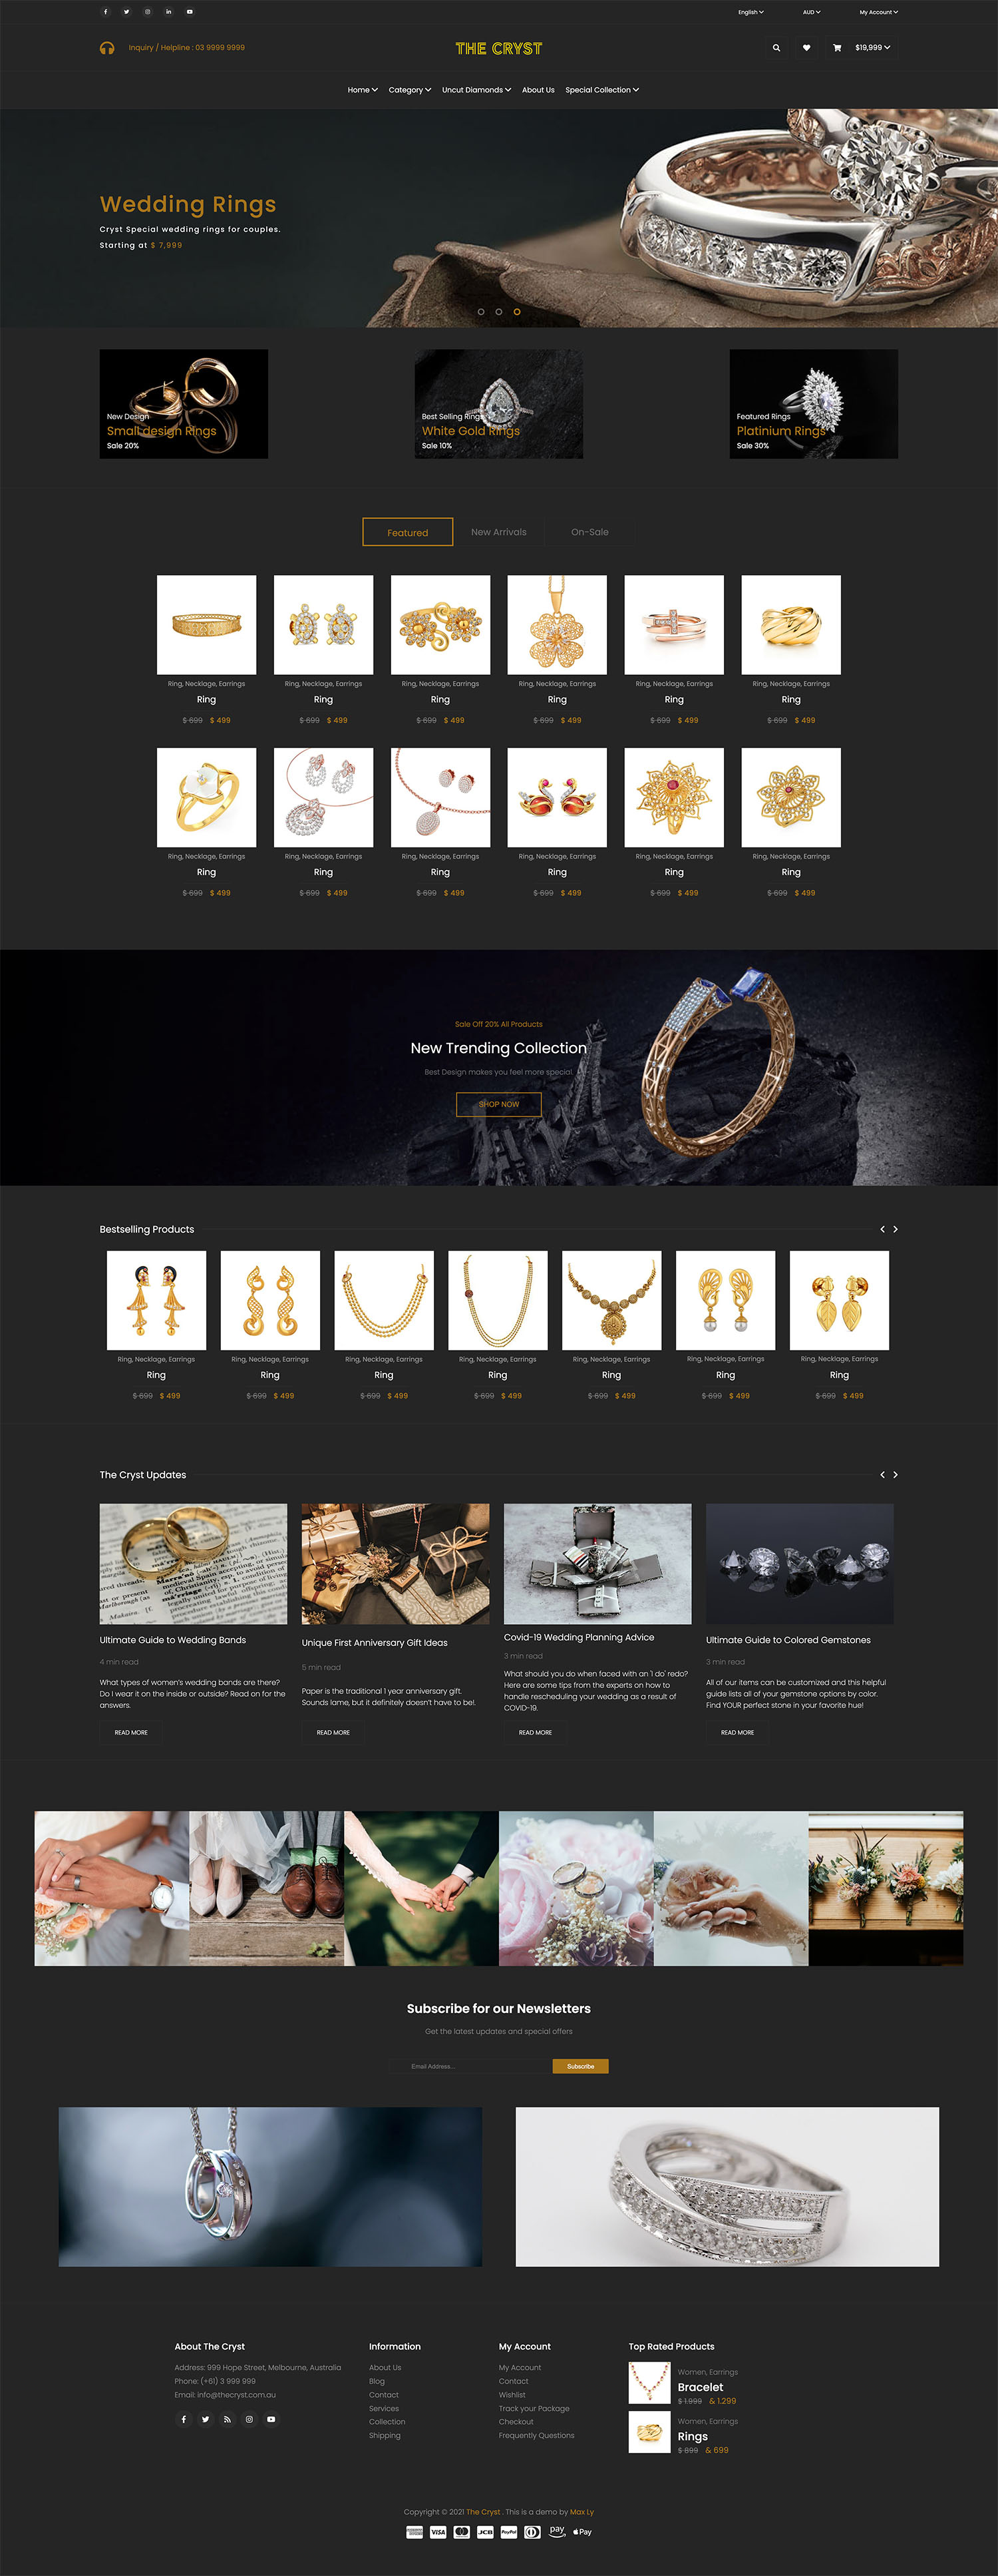 English AUD My Account
Inquiry / Helpline : 03 9999 9999
THE CRYST
$19,999
Home Category Uncut Diamonds About Us Special Collection
Wedding Rings
Cryst Special wedding rings for couples.
Starting at $ 7,999
New Design
Small design Rings
Sale 20%
Best Selling Rings
White Gold Rings
Sale 10%
Featured Rings
Platinium Rings
Sale 30%
Featured New Arrivals On-Sale
Ring, Necklace, Earrings Ring, Necklace, Earrings Ring, Necklace, Earrings Ring, Necklace, Earrings Ring, Necklace, Earrings Ring, Necklace, Earrings
Ring Ring Ring Ring Ring Ring
$ 699 $ 499 $ 699 $ 499 $ 699 $ 499 $ 699 $ 499 $ 699 $ 499 $ 699 $ 499
Ring, Necklace, Earrings Ring, Necklace, Earrings Ring, Necklace, Earrings Ring, Necklace, Earrings Ring, Necklace, Earrings Ring, Necklace, Earrings
Ring Ring Ring Ring Ring Ring
$ 699 $ 499 $ 699 $ 499 $ 699 $ 499 $ 699 $ 499 $ 699 $ 499 $ 699 $ 499
Sale Off 20% All Products
New Trending Collection
Best Design makes you feel more special
SHOP NOW
Bestselling Products
Ring, Necklace, Earrings Ring, Necklace, Earrings Ring, Necklace, Earrings Ring, Necklace, Earrings Ring, Necklace, Earrings Ring, Necklace, Earrings Ring, Necklace, Earrings
Ring Ring Ring Ring Ring Ring Ring
$ 699 $ 499 $ 699 $ 499 $ 699 $ 499 $ 699 $ 499 $ 699 $ 499 $ 699 $ 499 $ 699 $ 499
The Cryst Updates
Ultimate Guide to Wedding Bands
4 min read
What types of women's wedding bands are there?
Do I wear it on the inside or outside? Read on for the
answers.
READ MORE
Unique First Anniversary Gift Ideas
5 min read
Paper is the traditional 1 year anniversary gift.
Sounds lame, but it definitely doesn't have to be!.
READ MORE
Covid-19 Wedding Planning Advice
3 min read
What should you do when faced with an 'I do' redo?
Here are some tips from the experts on how to
handle rescheduling your wedding as a result of
COVID-19.
READ MORE
Ultimate Guide to Colored Gemstones
3 min read
All of our items can be customized and this helpful
guide lists all of your gemstone options by color.
Find YOUR perfect stone in your favorite hue!
READ MORE
Subscribe for our Newsletters
Get the latest updates and special offers
Email Address... Subscribe
About The Cryst
Address: 999 Hope Street, Melbourne, Australia
Phone: (+61) 3 999 999
Email: info@thecryst.com.au
Information
About Us
Blog
Contact
Services
Collection
Shipping
My Account
My Account
Contact
Wishlist
Track your Package
Checkout
Frequently Questions
Top Rated Products
Women, Earrings
Bracelet
$ 1.999 & 1.299
Women, Earrings
Rings
$ 899 & 699
Copyright © 2021 The Cryst . This is a demo by Max Ly
VISA JCB PayPal pay Pay